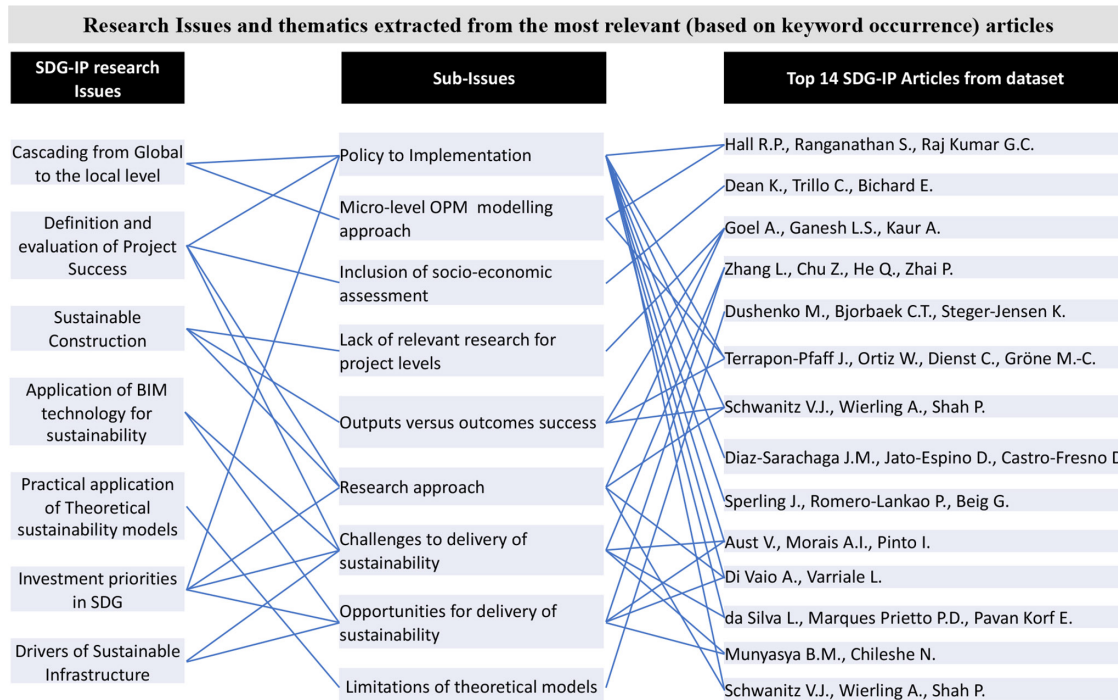 Research Issues and thematics extracted from the most relevant (based on keyword occurrence) articles
SDG-IP research
Issues
Sub-Issues
Top 14 SDG-IP Articles from dataset
Cascading from Global
to the local level
Definition and
evaluation of Project
Success
Sustainable
Construction
Application of BIM
technology for
sustainability
Practical application
of Theoretical
sustainability models
Investment priorities
in SDG
Drivers of Sustainable
Infrastructure
Policy to Implementation
Micro-level OPM modelling
approach
Inclusion of socio-economic
assessment
Lack of relevant research for
project levels
Outputs versus outcomes success
Research approach
Challenges to delivery of
sustainability
Opportunities for delivery of
sustainability
Limitations of theoretical models
Hall R.P., Ranganathan S., Raj Kumar G.C.
Dean K., Trillo C., Bichard E.
Goel A., Ganesh L.S., Kaur A.
Zhang L., Chu Z., He Q., Zhai P.
Dushenko M., Bjorbaek C.T., Steger-Jensen K.
Terrapon-Pfaff J., Ortiz W., Dienst C., Gröne M.-C.
Schwanitz V.J., Wierling A., Shah P.
Diaz-Sarachaga J.M., Jato-Espino D., Castro-Fresno D
Sperling J., Romero-Lankao P., Beig G.
Aust V., Morais A.I., Pinto I.
Di Vaio A., Varriale L.
da Silva L., Marques Prietto P.D., Pavan Korf E.
Munyasya B.M., Chileshe N.
Schwanitz V.J., Wierling A., Shah P.